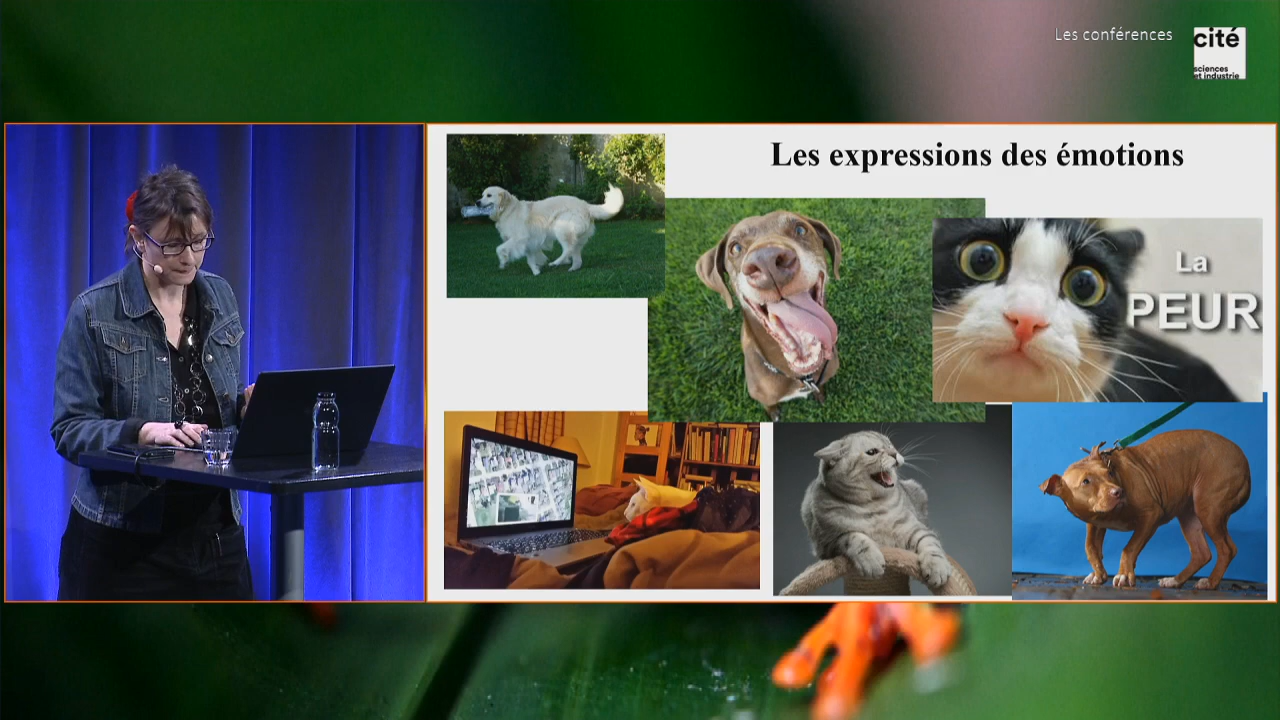 Les conférences
cité
sciences
et industrie
Les expressions des émotions
La
PEUR